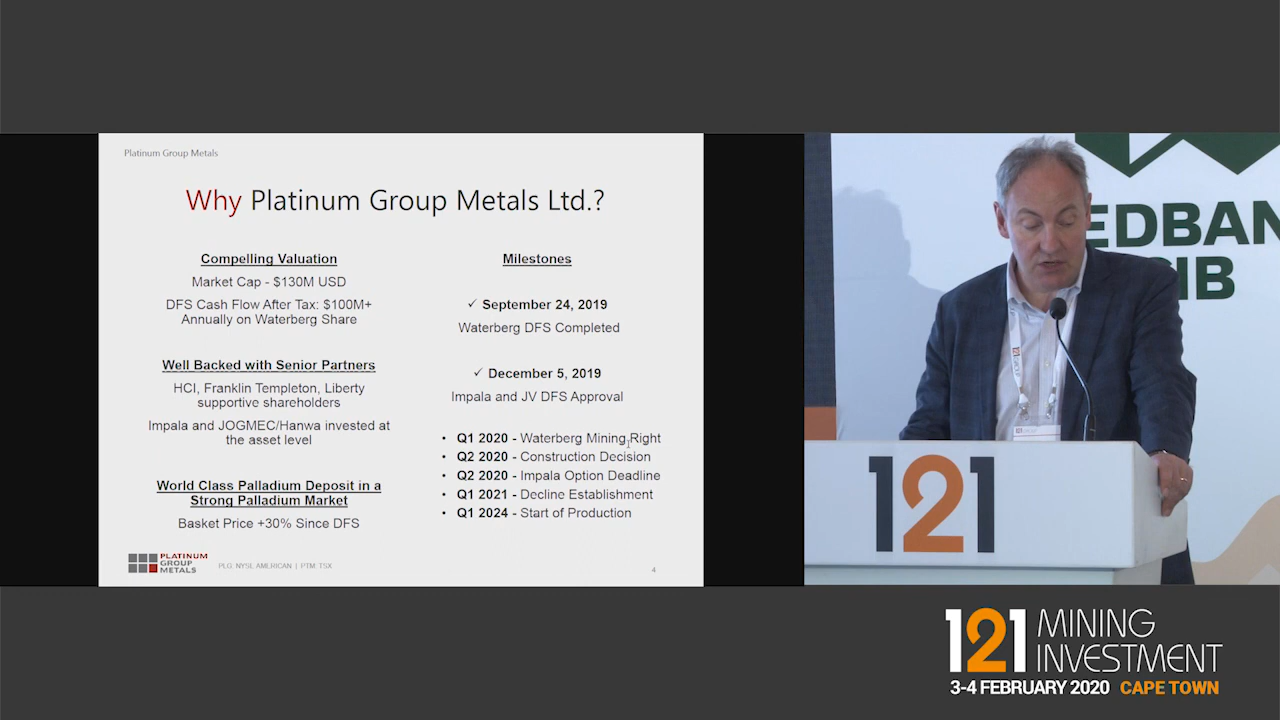 Platinum Group Metals
Why Platinum Group Metals Ltd.?
Compelling Valuation
Market Cap - $130M USD
DFS Cash Flow After Tax: $100M+
Annually on Waterberg Share
Well Backed with Senior Partners
HCI, Franklin Templeton, Liberty
supportive shareholders
Impala and JOGMEC/Hanwa invested at
the asset level
World Class Palladium Deposit in a
Strong Palladium Market
Basket Price +30% Since DFS
Milestones
✓ September 24, 2019
Waterberg DFS Completed
✓ December 5, 2019
Impala and JV DFS Approval
• Q1 2020 - Waterberg Mining Right
• Q2 2020 - Construction Decision
• Q2 2020 - Impala Option Deadline
• Q1 2021 - Decline Establishment
• Q1 2024 - Start of Production
PLATINUM
GROUP
METALS
PLG: NYSE AMERICAN | PTM: TSX
4
EDBAN
IB
121
121 MINING
INVESTMENT
3-4 FEBRUARY 2020 CAPE TOWN